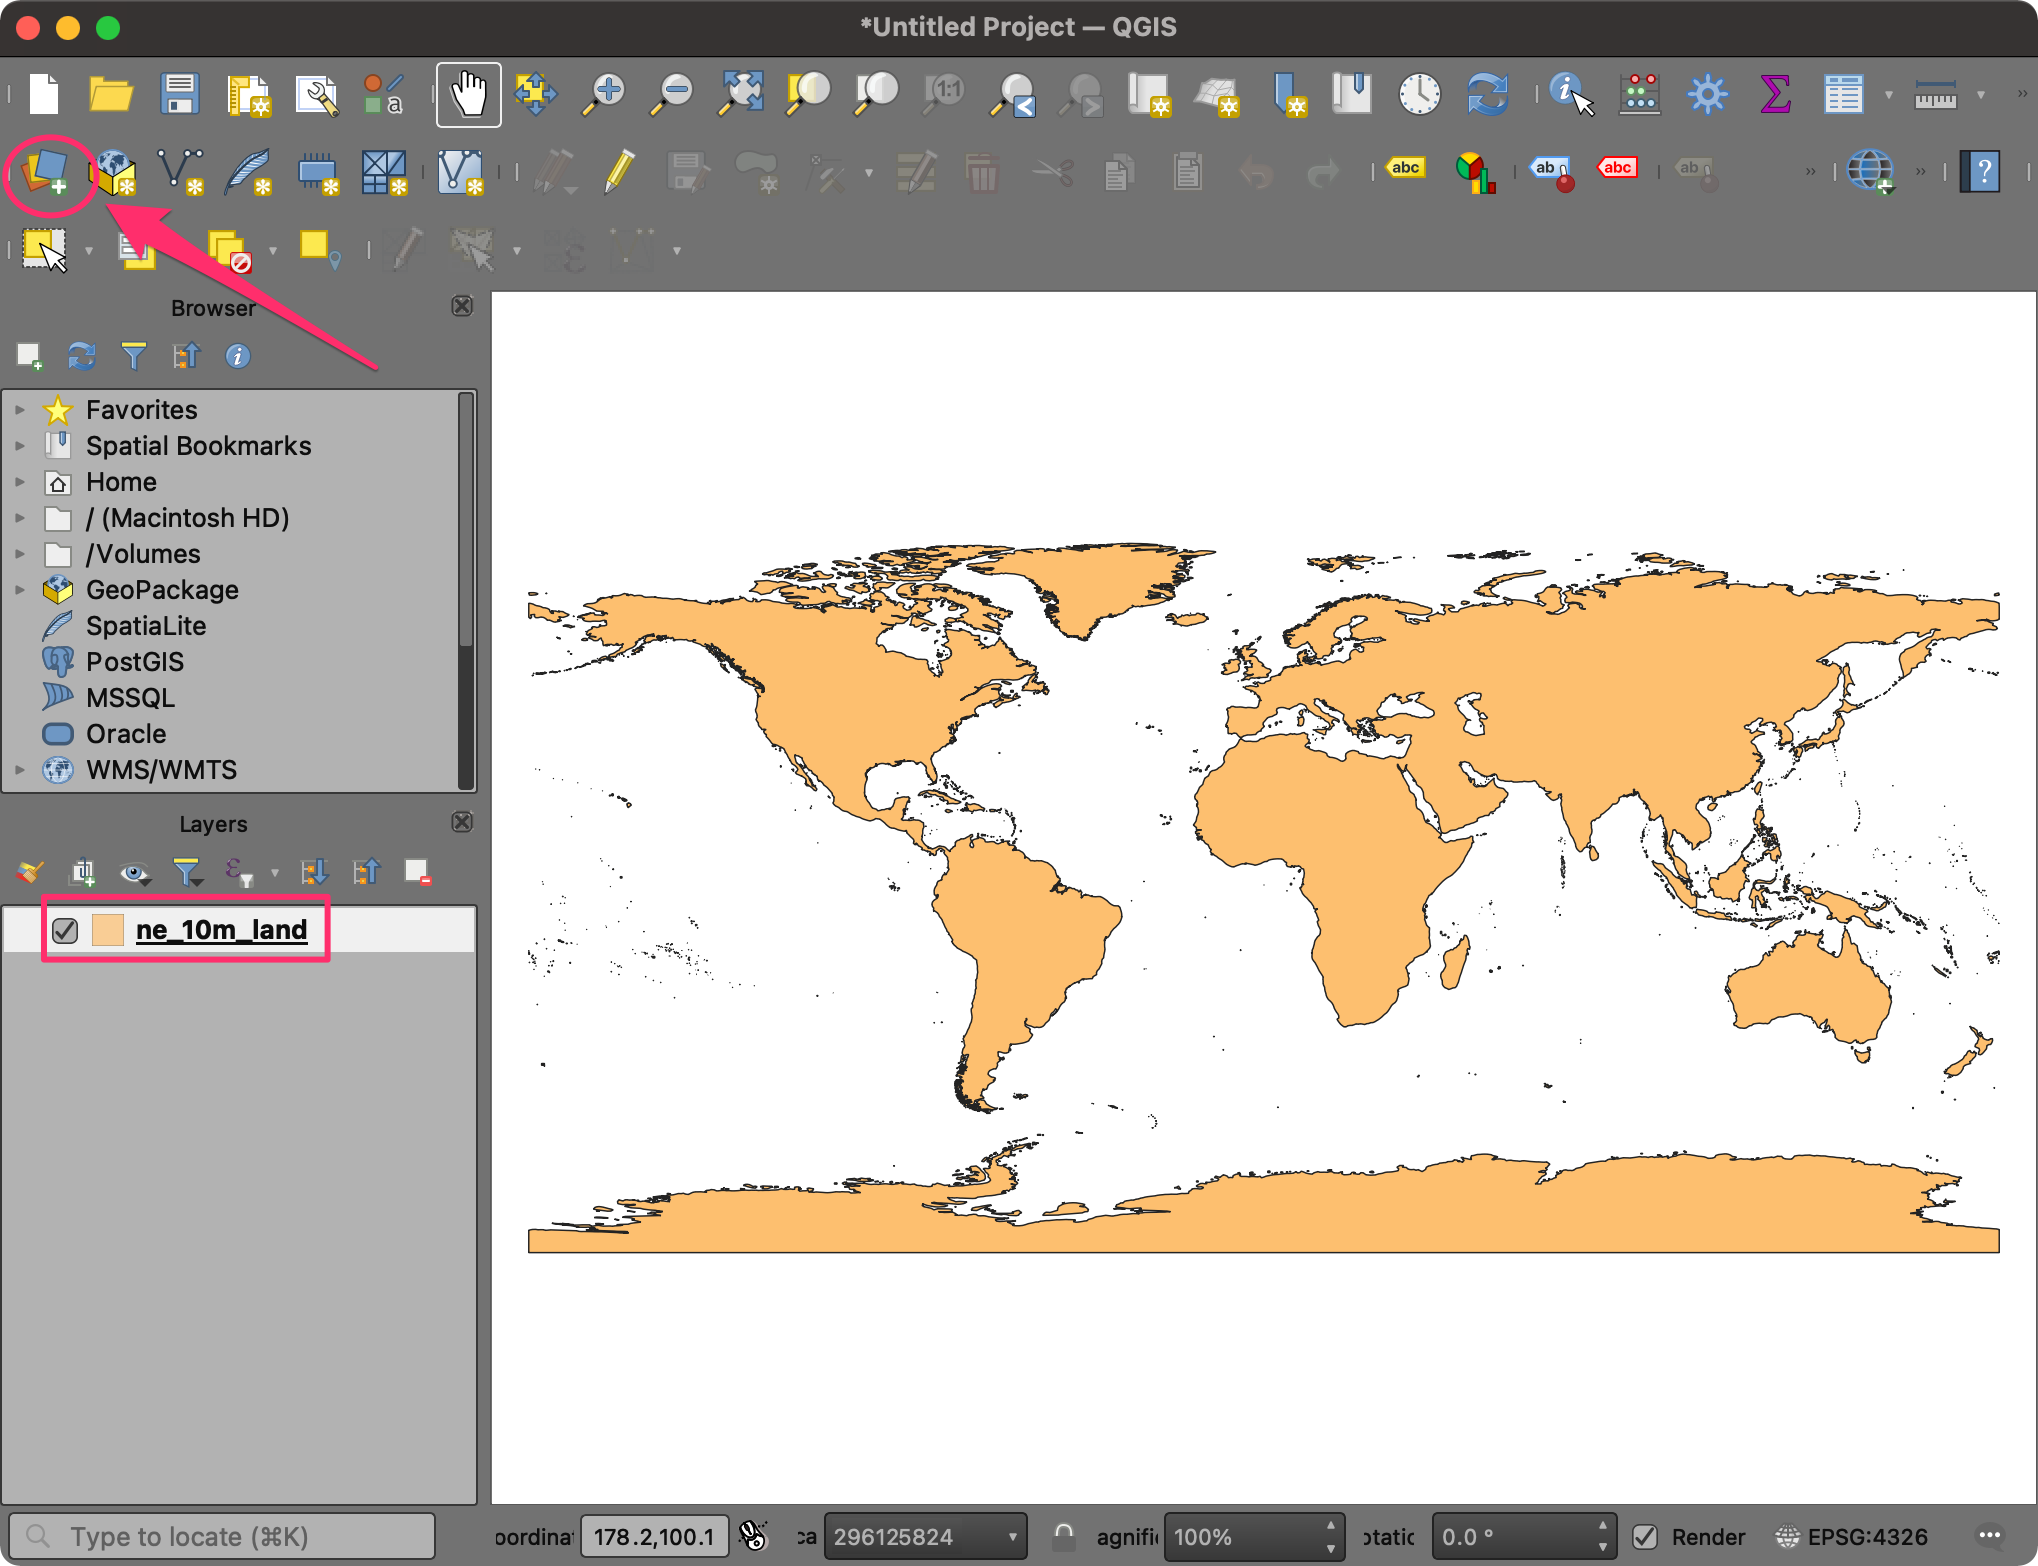 *Untitled Project — QGIS
1:1
a
abc
ab
abc
ab
?
Browser
Favorites
Spatial Bookmarks
Home
/ (Macintosh HD)
/Volumes
GeoPackage
SpatiaLite
PostGIS
MSSQL
Oracle
WMS/WMTS
Layers
ne_10m_land
Type to locate (⌘K)
oordinat
178.2,100.1
ca
296125824
agnifi
100%
otatic
0.0 °
Render
EPSG:4326